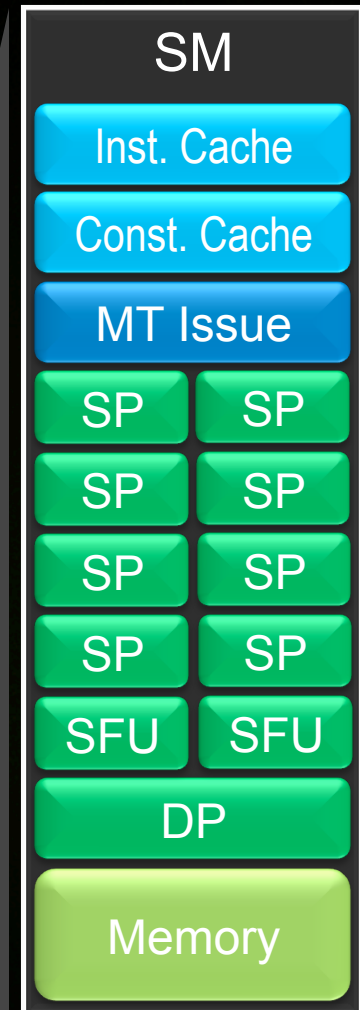 SM
Inst. Cache
Const. Cache
MT Issue
SP SP
SP SP
SP SP
SP SP
SFU SFU
DP
Memory